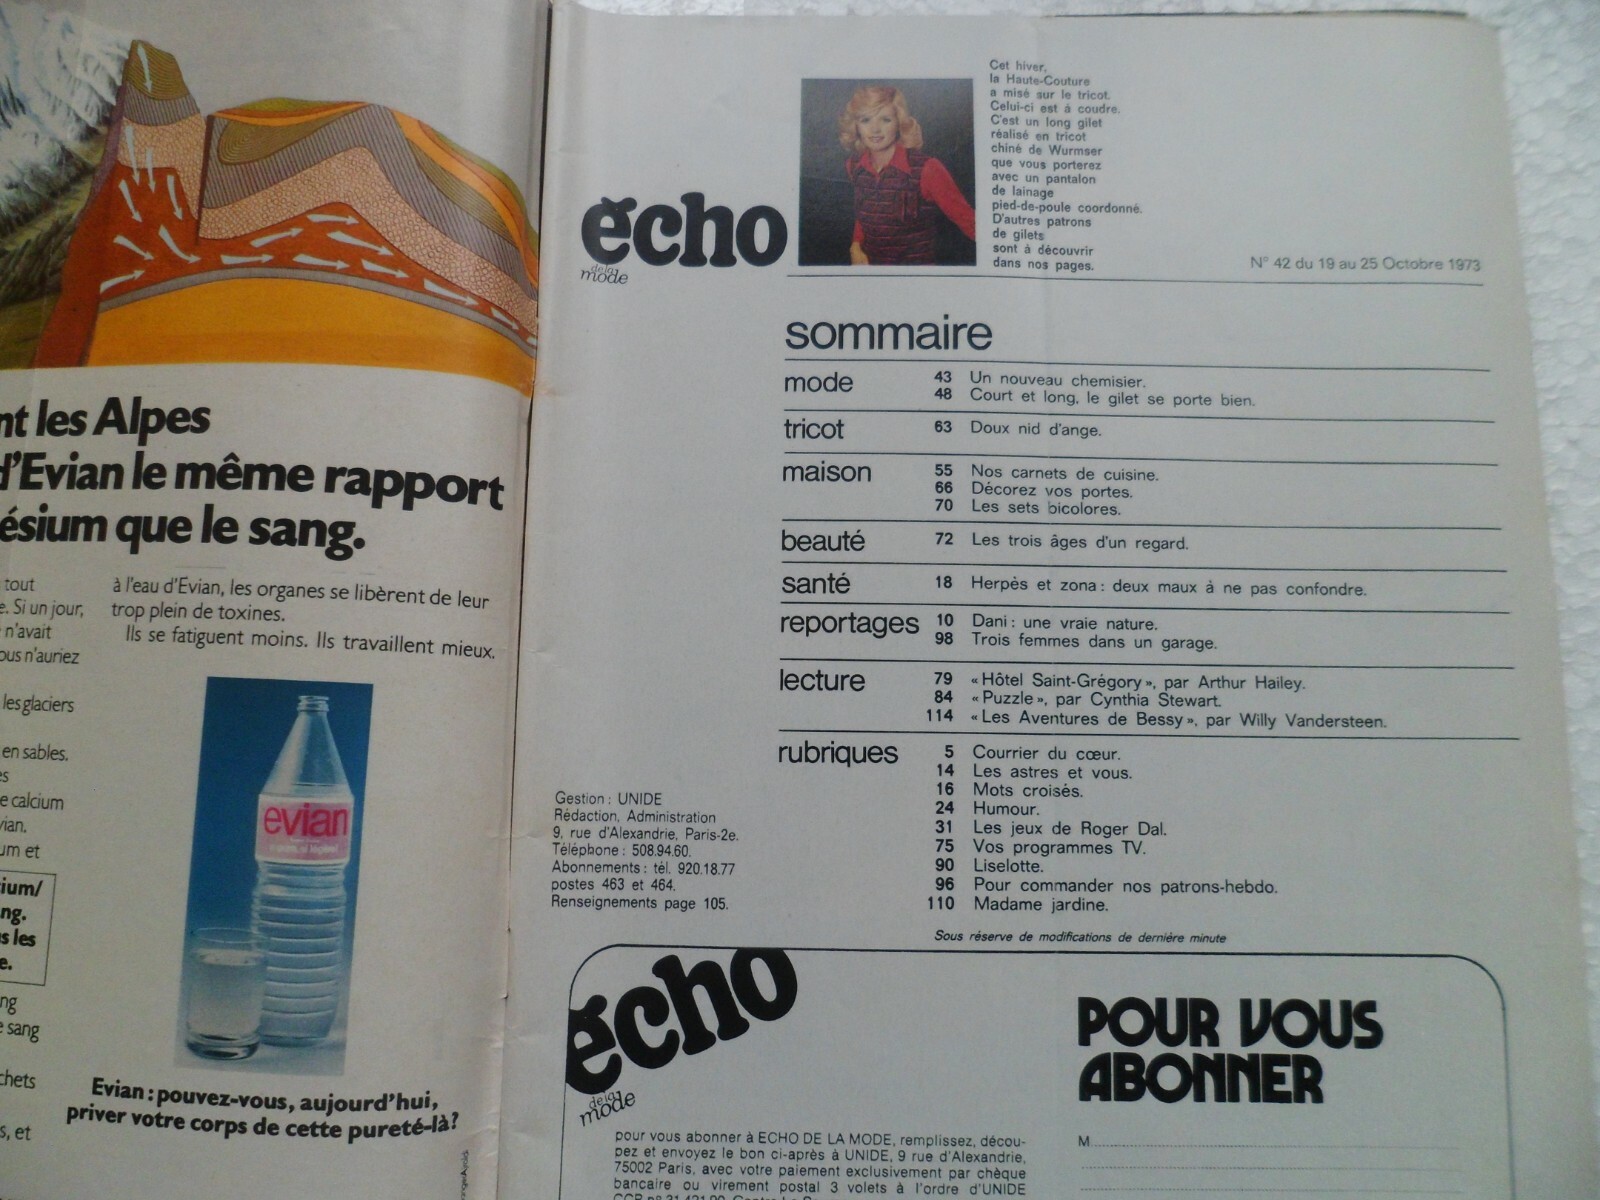 nt les Alpes
d'Evian le même rapport
ésium que le sang.
tout
e. Si un jour,
n'avait
ous n'auriez
les glaciers
en sables.
es
e calcium
vian.
um et
cium/
ng.
s les
e.
ng
e sang
chets
s, et
à l'eau d'Evian, les organes se libèrent de leur
trop plein de toxines.
Ils se fatiguent moins. Ils travaillent mieux.
evian
Evian : pouvez-vous, aujourd'hui,
priver votre corps de cette pureté-là?
echo
de la
mode
Cet hiver,
la Haute-Couture
a misé sur le tricot.
Celui-ci est à coudre.
C'est un long gilet
réalisé en tricot
chiné de Wurmser
que vous porterez
avec un pantalon
de lainage
pied-de-poule coordonné.
D'autres patrons
de gilets
sont à découvrir
dans nos pages.
N° 42 du 19 au 25 Octobre 1973
sommaire
mode 43 Un nouveau chemisier.
48 Court et long, le gilet se porte bien.
tricot 63 Doux nid d'ange.
maison 55 Nos carnets de cuisine.
66 Décorez vos portes.
70 Les sets bicolores.
beauté 72 Les trois âges d'un regard.
santé 18 Herpès et zona : deux maux à ne pas confondre.
reportages 10 Dani : une vraie nature.
98 Trois femmes dans un garage.
lecture 79 «Hôtel Saint-Grégory», par Arthur Hailey.
84 «Puzzle», par Cynthia Stewart.
114 «Les Aventures de Bessy», par Willy Vandersteen.
rubriques 5 Courrier du cœur.
14 Les astres et vous.
16 Mots croisés.
24 Humour.
31 Les jeux de Roger Dal.
75 Vos programmes TV.
90 Liselotte.
96 Pour commander nos patrons-hebdo.
110 Madame jardine.
Sous réserve de modifications de dernière minute
Gestion : UNIDE
Rédaction, Administration
9, rue d'Alexandrie, Paris-2e.
Téléphone : 508.94.60.
Abonnements : tél. 920.18.77
postes 463 et 464.
Renseignements page 105.
echo
de la
mode
POUR VOUS
ABONNER
pour vous abonner à ECHO DE LA MODE, remplissez, décou-
pez et envoyez le bon ci-après à UNIDE, 9 rue d'Alexandrie,
75002 Paris, avec votre paiement exclusivement par chèque
bancaire ou virement postal 3 volets à l'ordre d'UNIDE
M